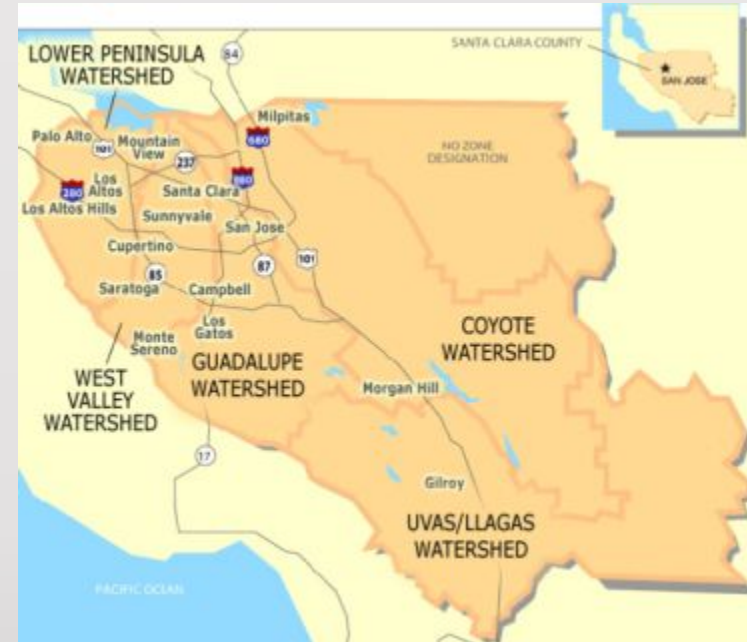 SANTA CLARA COUNTY
SAN JOSE
LOWER PENINSULA
WATERSHED
84
Milpitas
680
NO ZONE
DESIGNATION
Palo Alto
101
Mountain
View
237
Los
Altos
280
Santa Clara
880
Los Altos Hills
Sunnyvale
San Jose
Cupertino
101
87
85
Saratoga
Campbell
Los
Gatos
Monte
Sereno
COYOTE
WATERSHED
GUADALUPE
WATERSHED
WEST
VALLEY
WATERSHED
Morgan Hill
17
Gilroy
UVAS/LLAGAS
WATERSHED
PACIFIC OCEAN